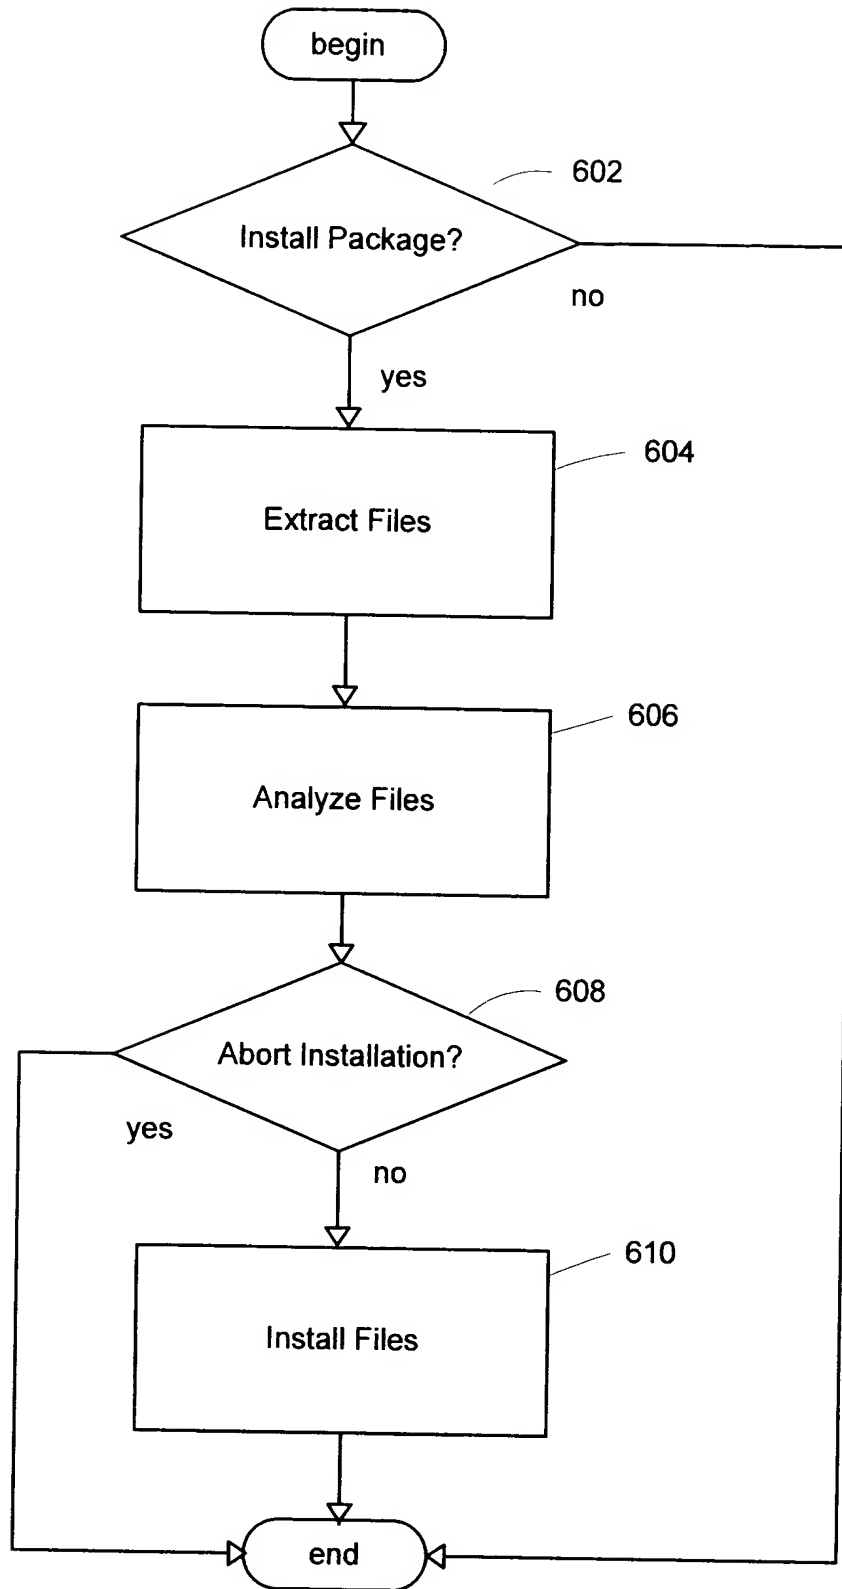 begin
602
Install Package?
no
yes
604
Extract Files
606
Analyze Files
608
Abort Installation?
yes
no
610
Install Files
end